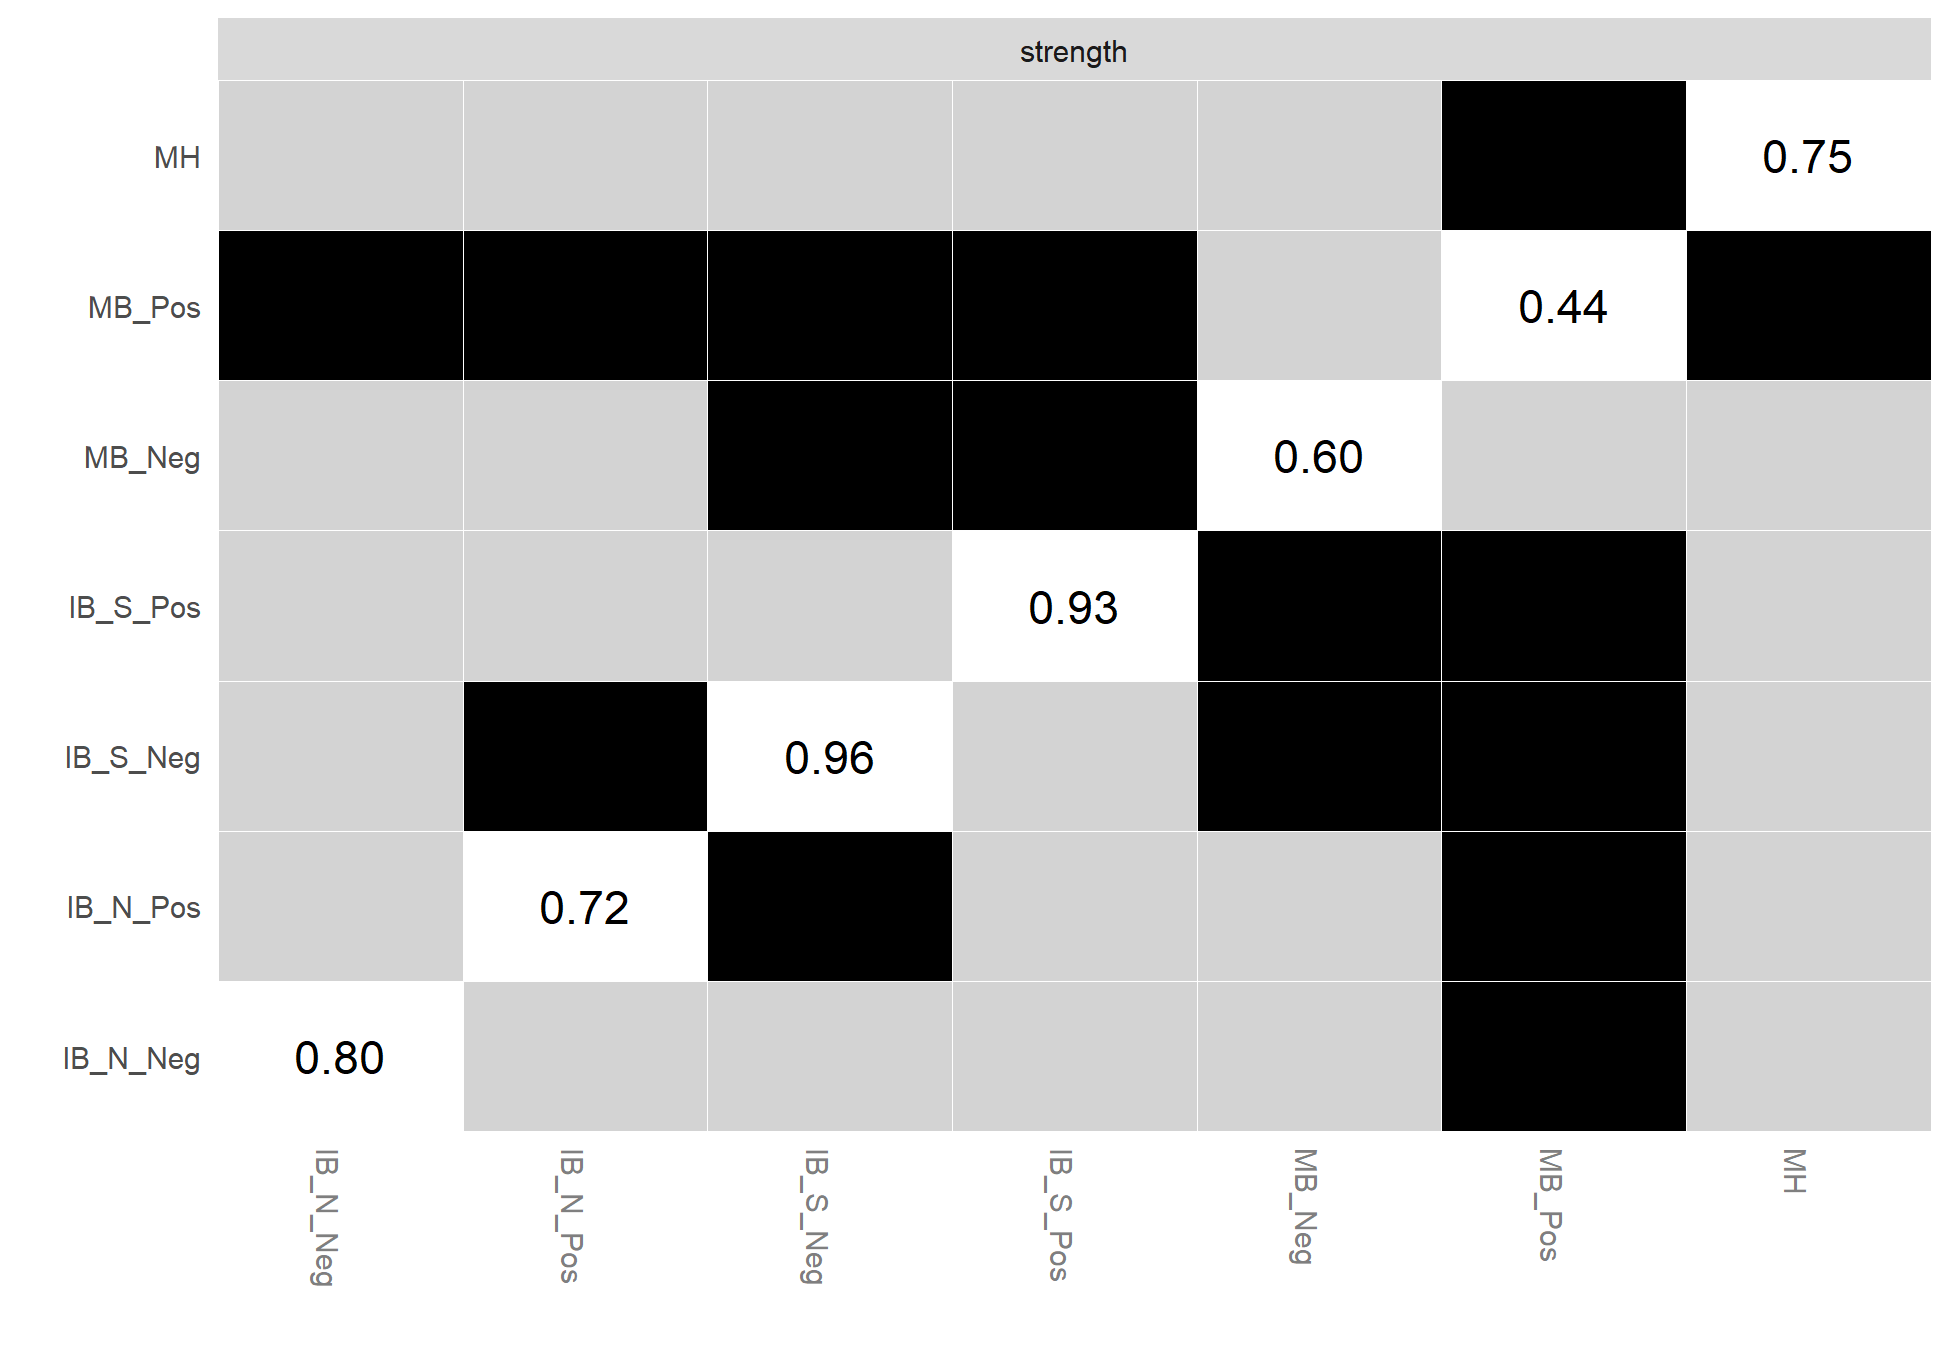 strength
MH
0.75
MB_Pos
0.44
MB_Neg
0.60
IB_S_Pos
0.93
IB_S_Neg
0.96
IB_N_Pos
0.72
IB_N_Neg
0.80
IB_N_Neg
IB_N_Pos
IB_S_Neg
IB_S_Pos
MB_Neg
MB_Pos
MH